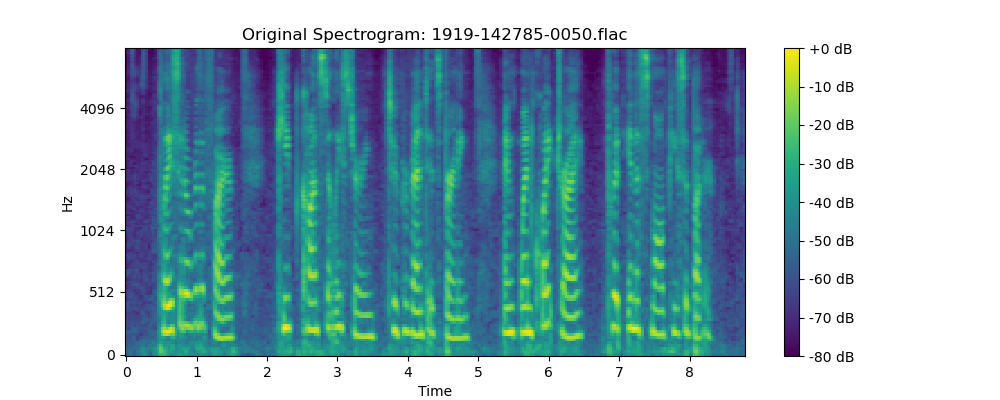 Original Spectrogram: 1919-142785-0050.flac
Hz
4096
2048
1024
512
0
0 1 2 3 4 5 6 7 8
Time
+0 dB
-10 dB
-20 dB
-30 dB
-40 dB
-50 dB
-60 dB
-70 dB
-80 dB